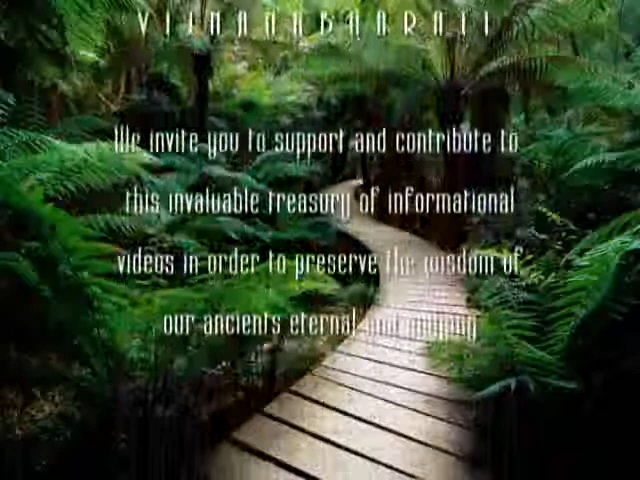 VIJNANABHARATI
We invite you to support and contribute to
this invaluable treasury of informational
videos in order to preserve the wisdom of
our ancients eternal